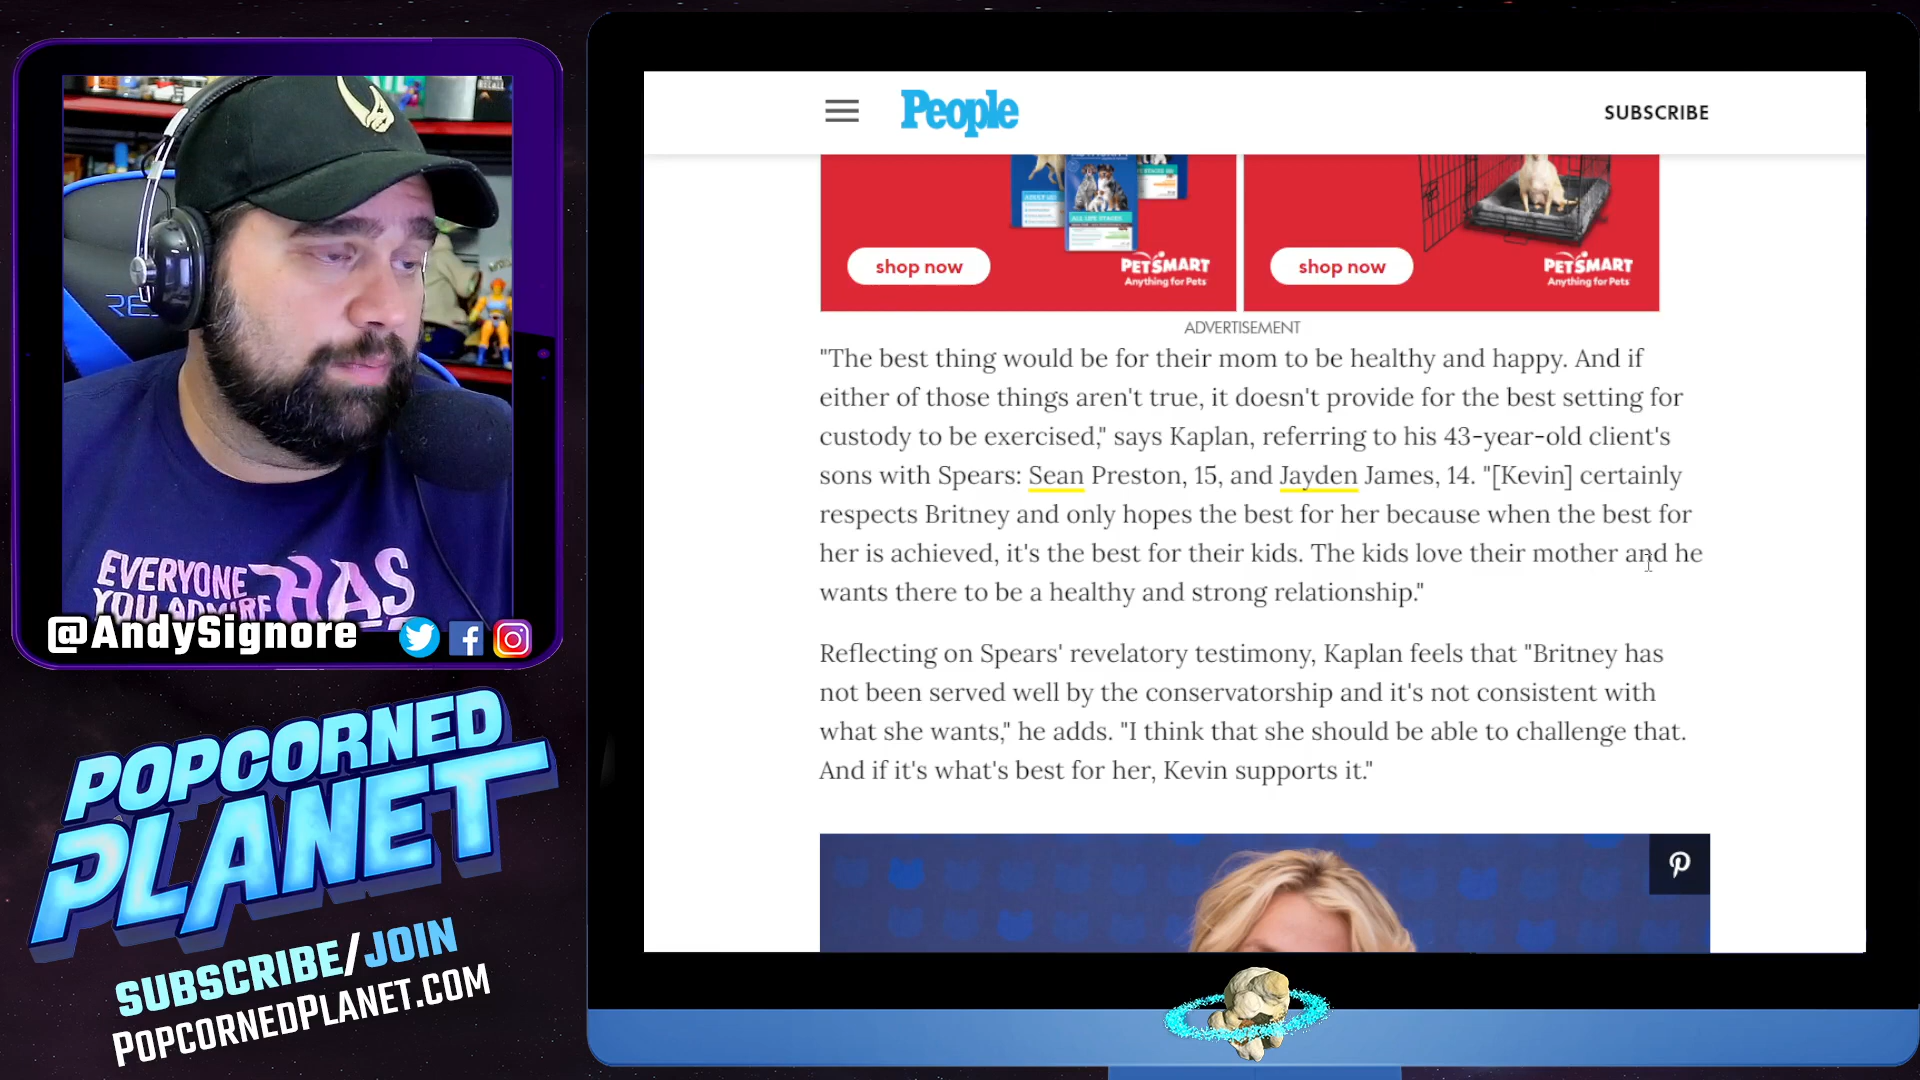 EVERYONE
YOU ADMIRE
HAS
@AndySignore
POPCORNED
PLANET
SUBSCRIBE/JOIN
POPCORNEDPLANET.COM
People
SUBSCRIBE
ALL LIFE STAGES
shop now
PETSMART
Anything for Pets
shop now
PETSMART
Anything for Pets
ADVERTISEMENT
"The best thing would be for their mom to be healthy and happy. And if
either of those things aren't true, it doesn't provide for the best setting for
custody to be exercised," says Kaplan, referring to his 43-year-old client's
sons with Spears: Sean Preston, 15, and Jayden James, 14. "[Kevin] certainly
respects Britney and only hopes the best for her because when the best for
her is achieved, it's the best for their kids. The kids love their mother and he
wants there to be a healthy and strong relationship."
Reflecting on Spears' revelatory testimony, Kaplan feels that "Britney has
not been served well by the conservatorship and it's not consistent with
what she wants," he adds. "I think that she should be able to challenge that.
And if it's what's best for her, Kevin supports it."